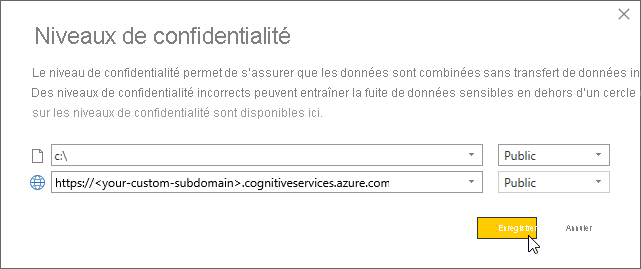 Niveaux de confidentialité
Le niveau de confidentialité permet de s'assurer que les données sont combinées sans transfert de données in
Des niveaux de confidentialité incorrects peuvent entraîner la fuite de données sensibles en dehors d'un cercle
sur les niveaux de confidentialité sont disponibles ici.
c:\ Public
https://<your-custom-subdomain>.cognitiveservices.azure.com Public
Enregistrer Annuler